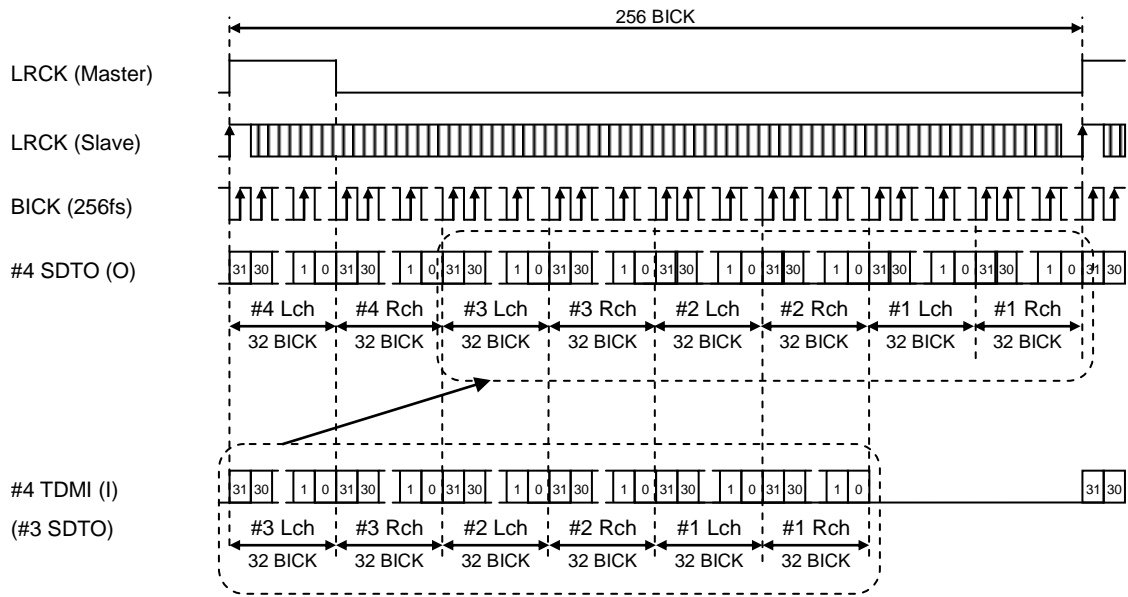 256 BICK
LRCK (Master)
LRCK (Slave)
BICK (256fs)
#4 SDTO (O)
31 30 1 0 31 30 1 0 31 30 1 0 31 30 1 0 31 30 1 0 31 30 1 0 31 30 1 0 31 30 1 0 31 30
#4 Lch #4 Rch #3 Lch #3 Rch #2 Lch #2 Rch #1 Lch #1 Rch
32 BICK 32 BICK 32 BICK 32 BICK 32 BICK 32 BICK 32 BICK 32 BICK
#4 TDMI (I)
31 30 1 0 31 30 1 0 31 30 1 0 31 30 1 0 31 30 1 0 31 30 1 0 31 30
(#3 SDTO)
#3 Lch #3 Rch #2 Lch #2 Rch #1 Lch #1 Rch
32 BICK 32 BICK 32 BICK 32 BICK 32 BICK 32 BICK